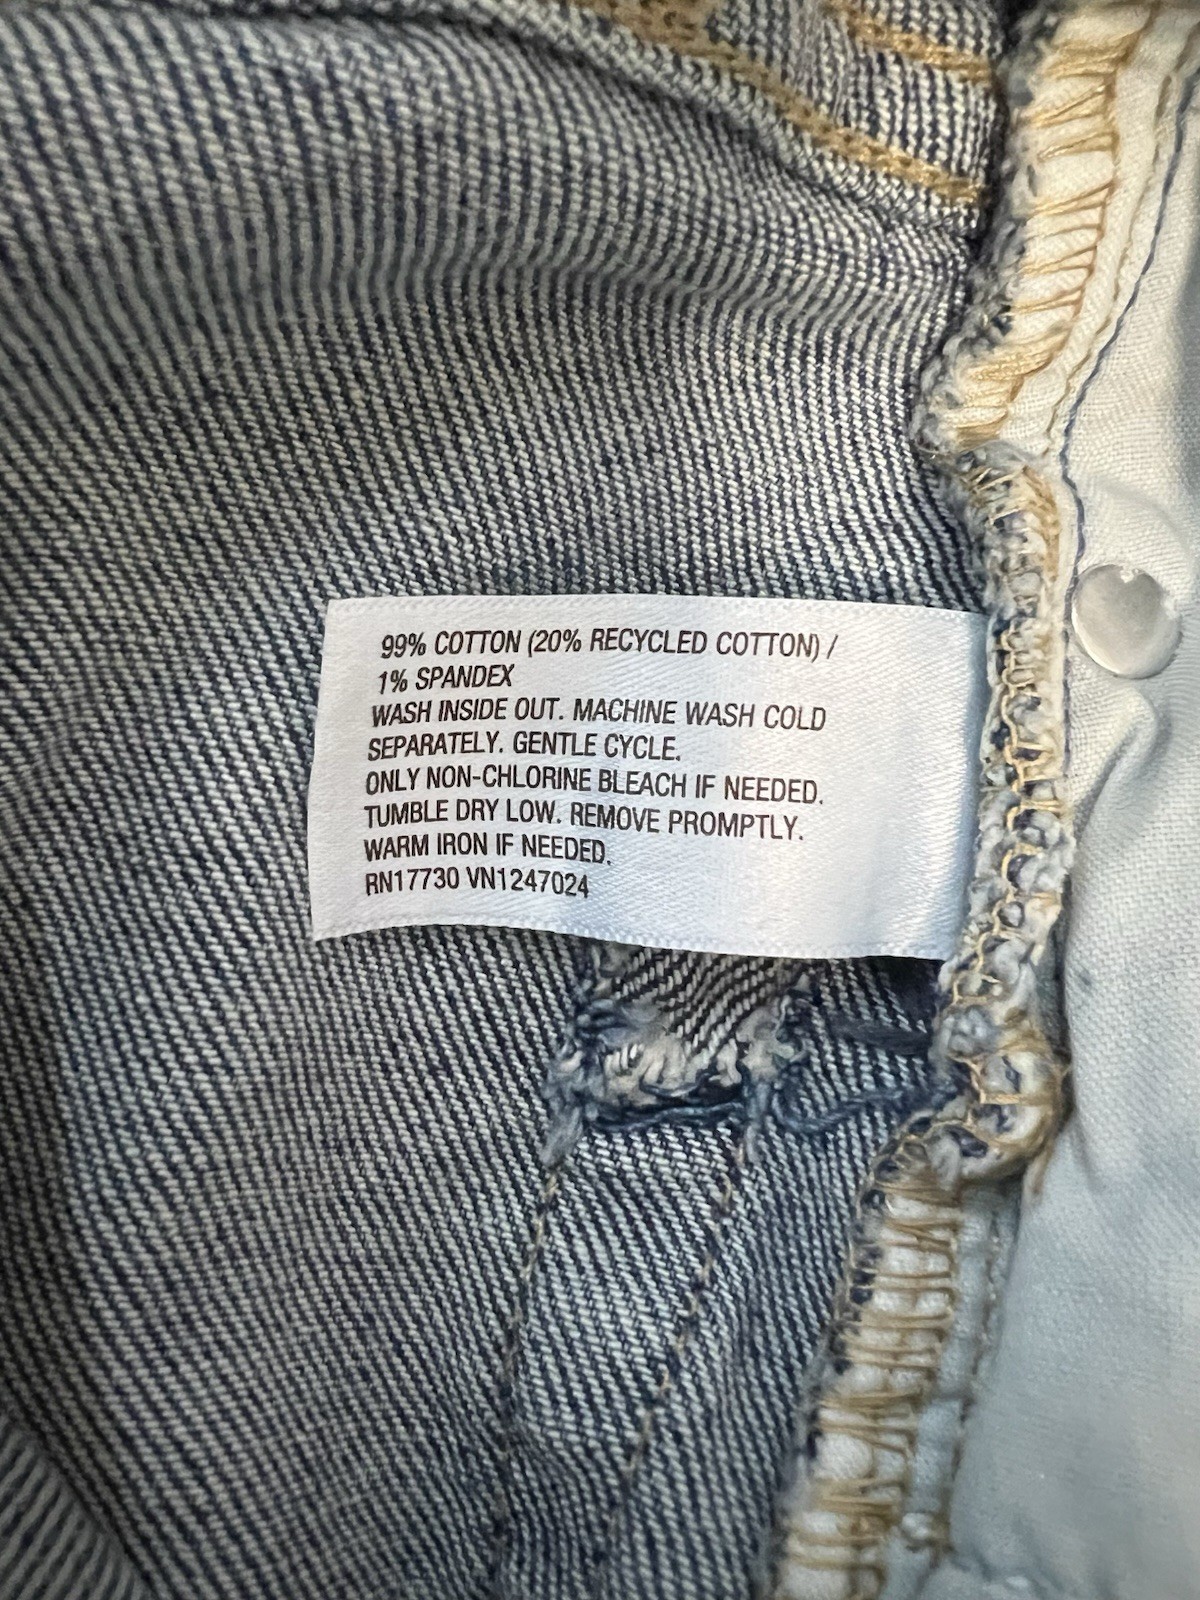 99% COTTON (20% RECYCLED COTTON) /
1% SPANDEX
WASH INSIDE OUT. MACHINE WASH COLD
SEPARATELY. GENTLE CYCLE.
ONLY NON-CHLORINE BLEACH IF NEEDED.
TUMBLE DRY LOW. REMOVE PROMPTLY.
WARM IRON IF NEEDED.
RN17730 VN1247024